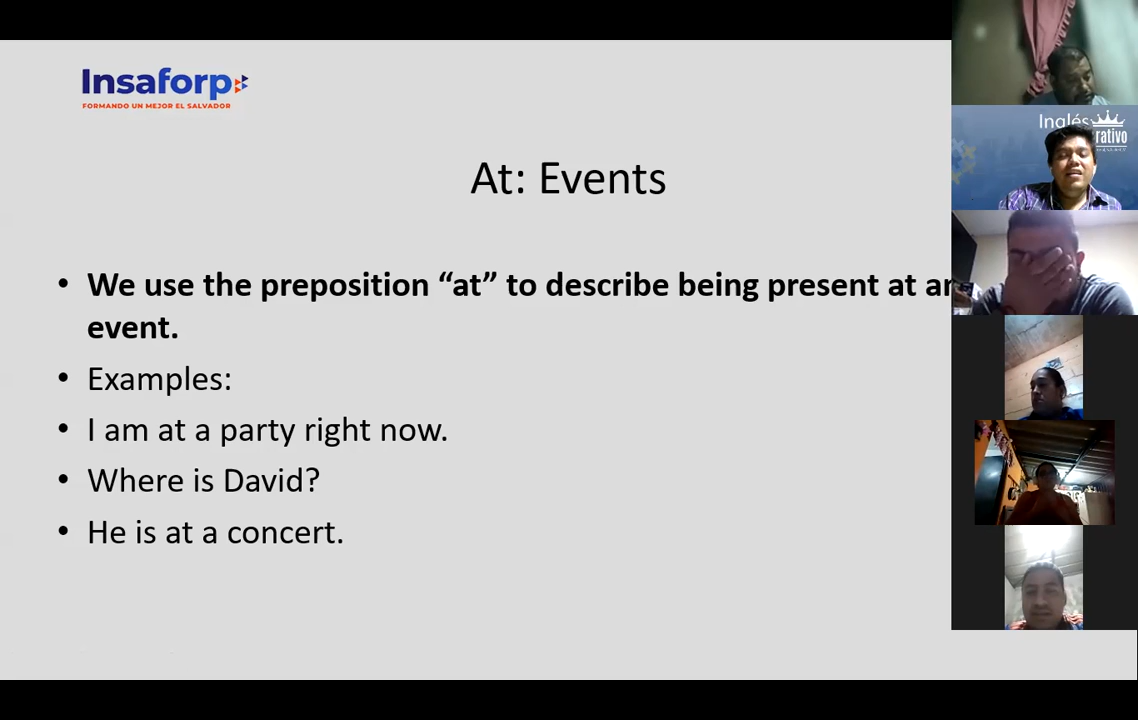 Insaforp
FORMANDO UN MEJOR EL SALVADOR
Inglés
rativo
At: Events
• We use the preposition “at” to describe being present at an
event.
• Examples:
• I am at a party right now.
• Where is David?
• He is at a concert.